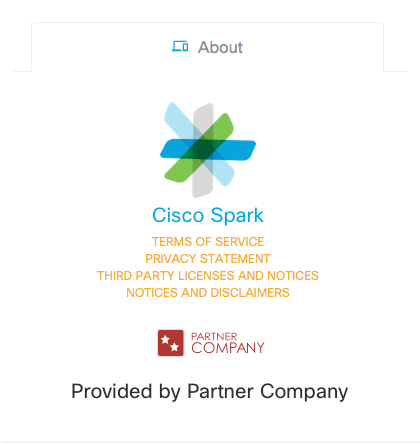 About
Cisco Spark
TERMS OF SERVICE
PRIVACY STATEMENT
THIRD PARTY LICENSES AND NOTICES
NOTICES AND DISCLAIMERS
PARTNER
COMPANY
Provided by Partner Company